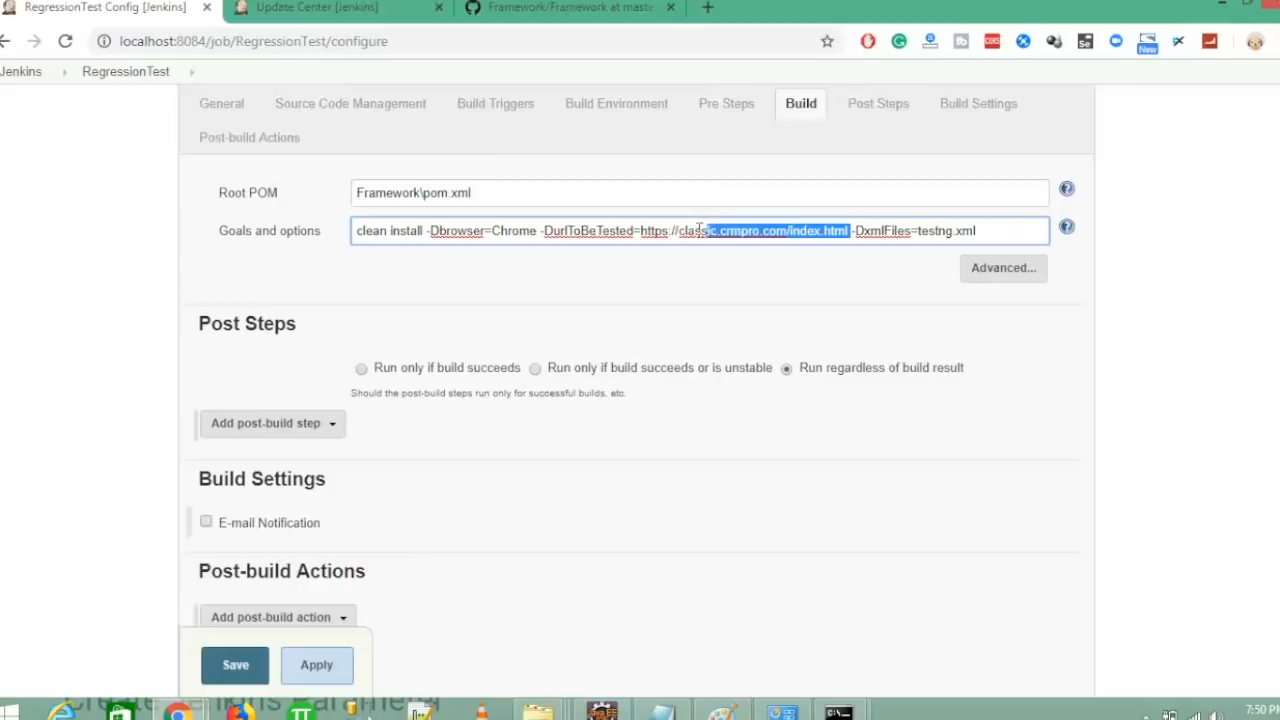 RegressionTest Config [Jenkins]
Update Center [Jenkins]
Framework/Framework at maste
localhost:8084/job/RegressionTest/configure
New
Jenkins
RegressionTest
General
Source Code Management
Build Triggers
Build Environment
Pre Steps
Build
Post Steps
Build Settings
Post-build Actions
Root POM
Framework\pom.xml
Goals and options
clean install -Dbrowser=Chrome -DurlToBeTested=https://classic.crmpro.com/index.html -DxmlFiles=testng.xml
Advanced...
Post Steps
Run only if build succeeds
Run only if build succeeds or is unstable
Run regardless of build result
Should the post-build steps run only for successful builds, etc.
Add post-build step
Build Settings
E-mail Notification
Post-build Actions
Add post-build action
Save
Apply
Create Jenkins Parameter
7:50 PM